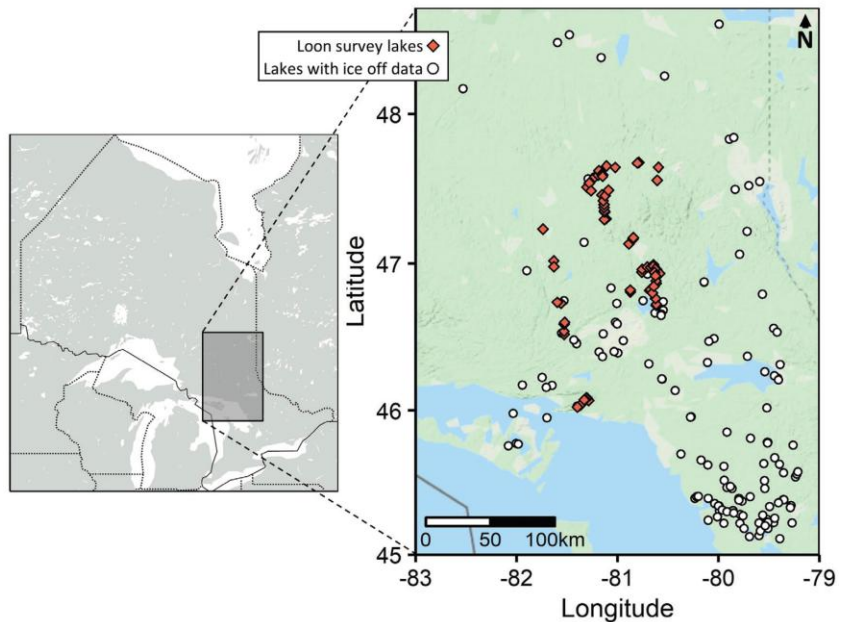 N
Loon survey lakes
Lakes with ice off data
48
47
46
45
Latitude
0 50 100km
-83 -82 -81 -80 -79
Longitude